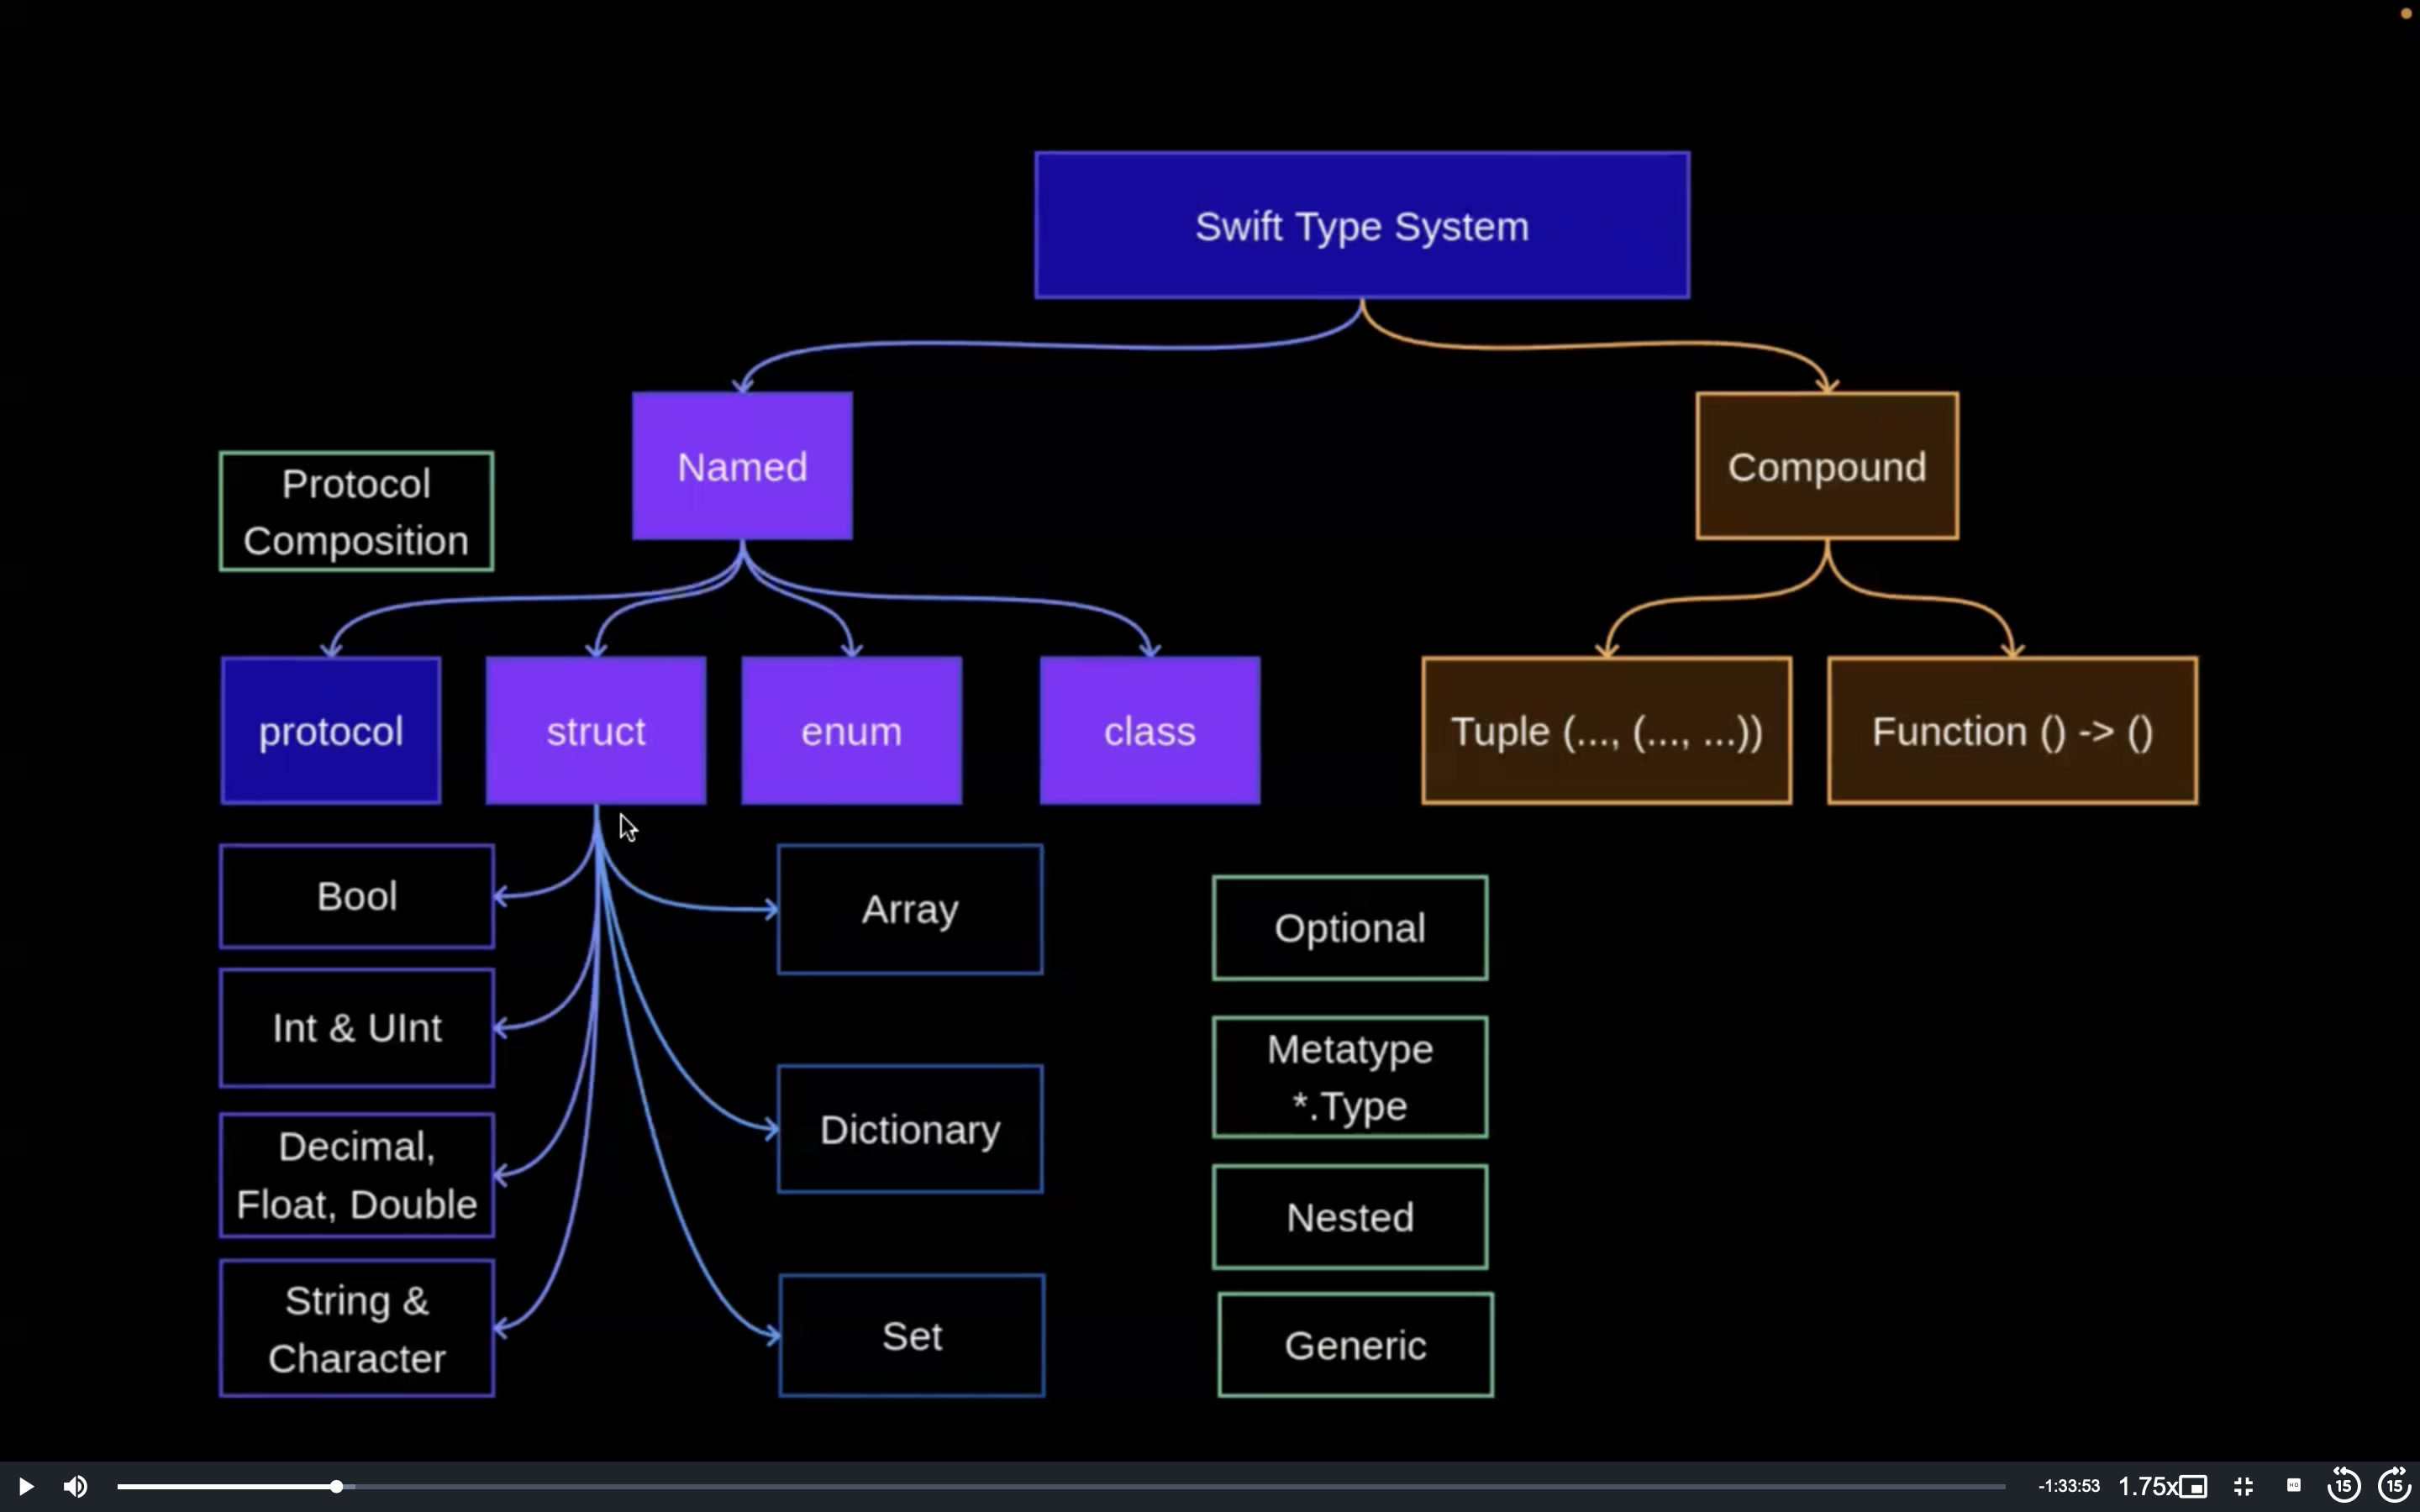 Swift Type System
Named
Compound
Protocol
Composition
protocol
struct
enum
class
Tuple (..., (..., ...))
Function () -> ()
Bool
Array
Optional
Int & UInt
Metatype
*.Type
Decimal,
Float, Double
Dictionary
Nested
String &
Character
Set
Generic
-1:33:53
1.75x
HD
15
15